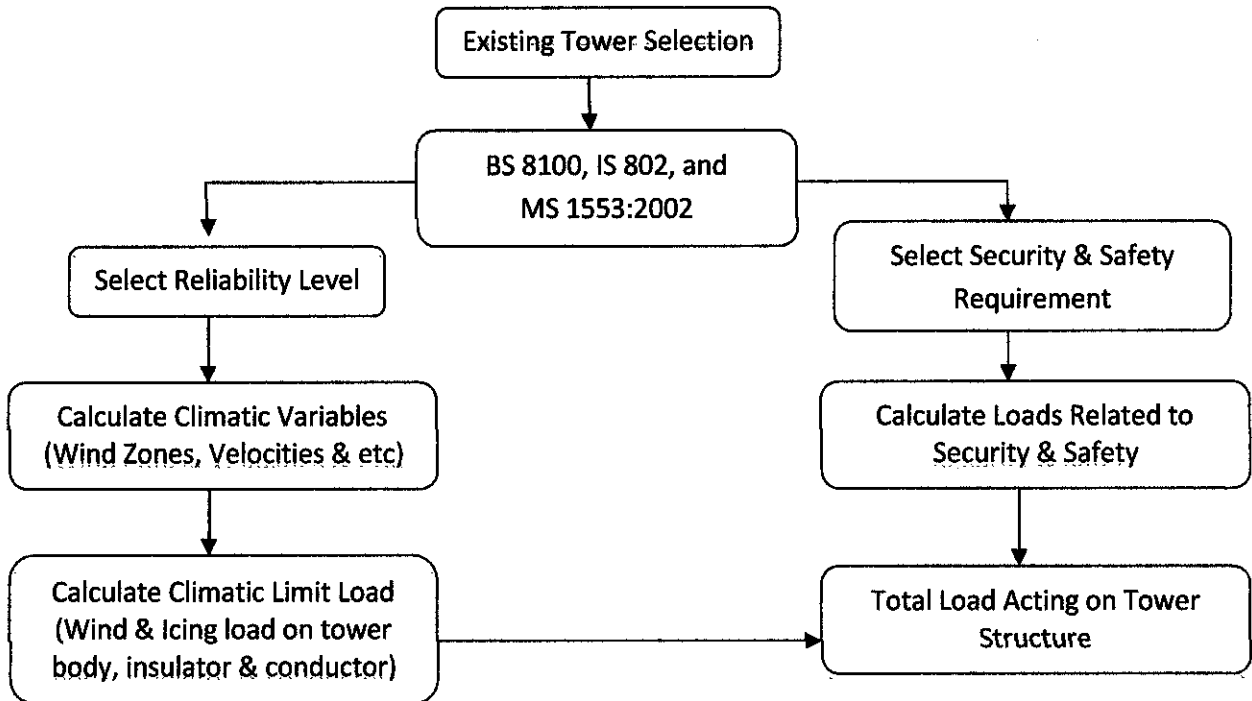 Existing Tower Selection
BS 8100, IS 802, and
MS 1553:2002
Select Reliability Level
Select Security & Safety
Requirement
Calculate Climatic Variables
(Wind Zones, Velocities & etc)
Calculate Loads Related to
Security & Safety
Calculate Climatic Limit Load
(Wind & Icing load on tower
body, insulator & conductor)
Total Load Acting on Tower
Structure